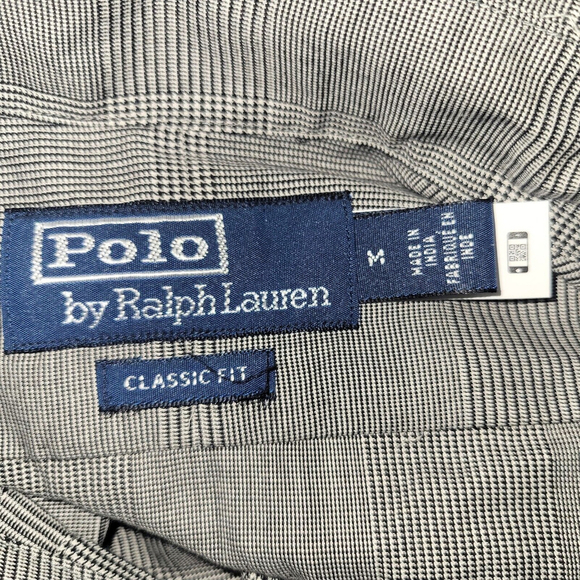 Polo
by Ralph Lauren
CLASSIC FIT
M
MADE IN
INDIA,
FABRIQUÉ EN
INDE